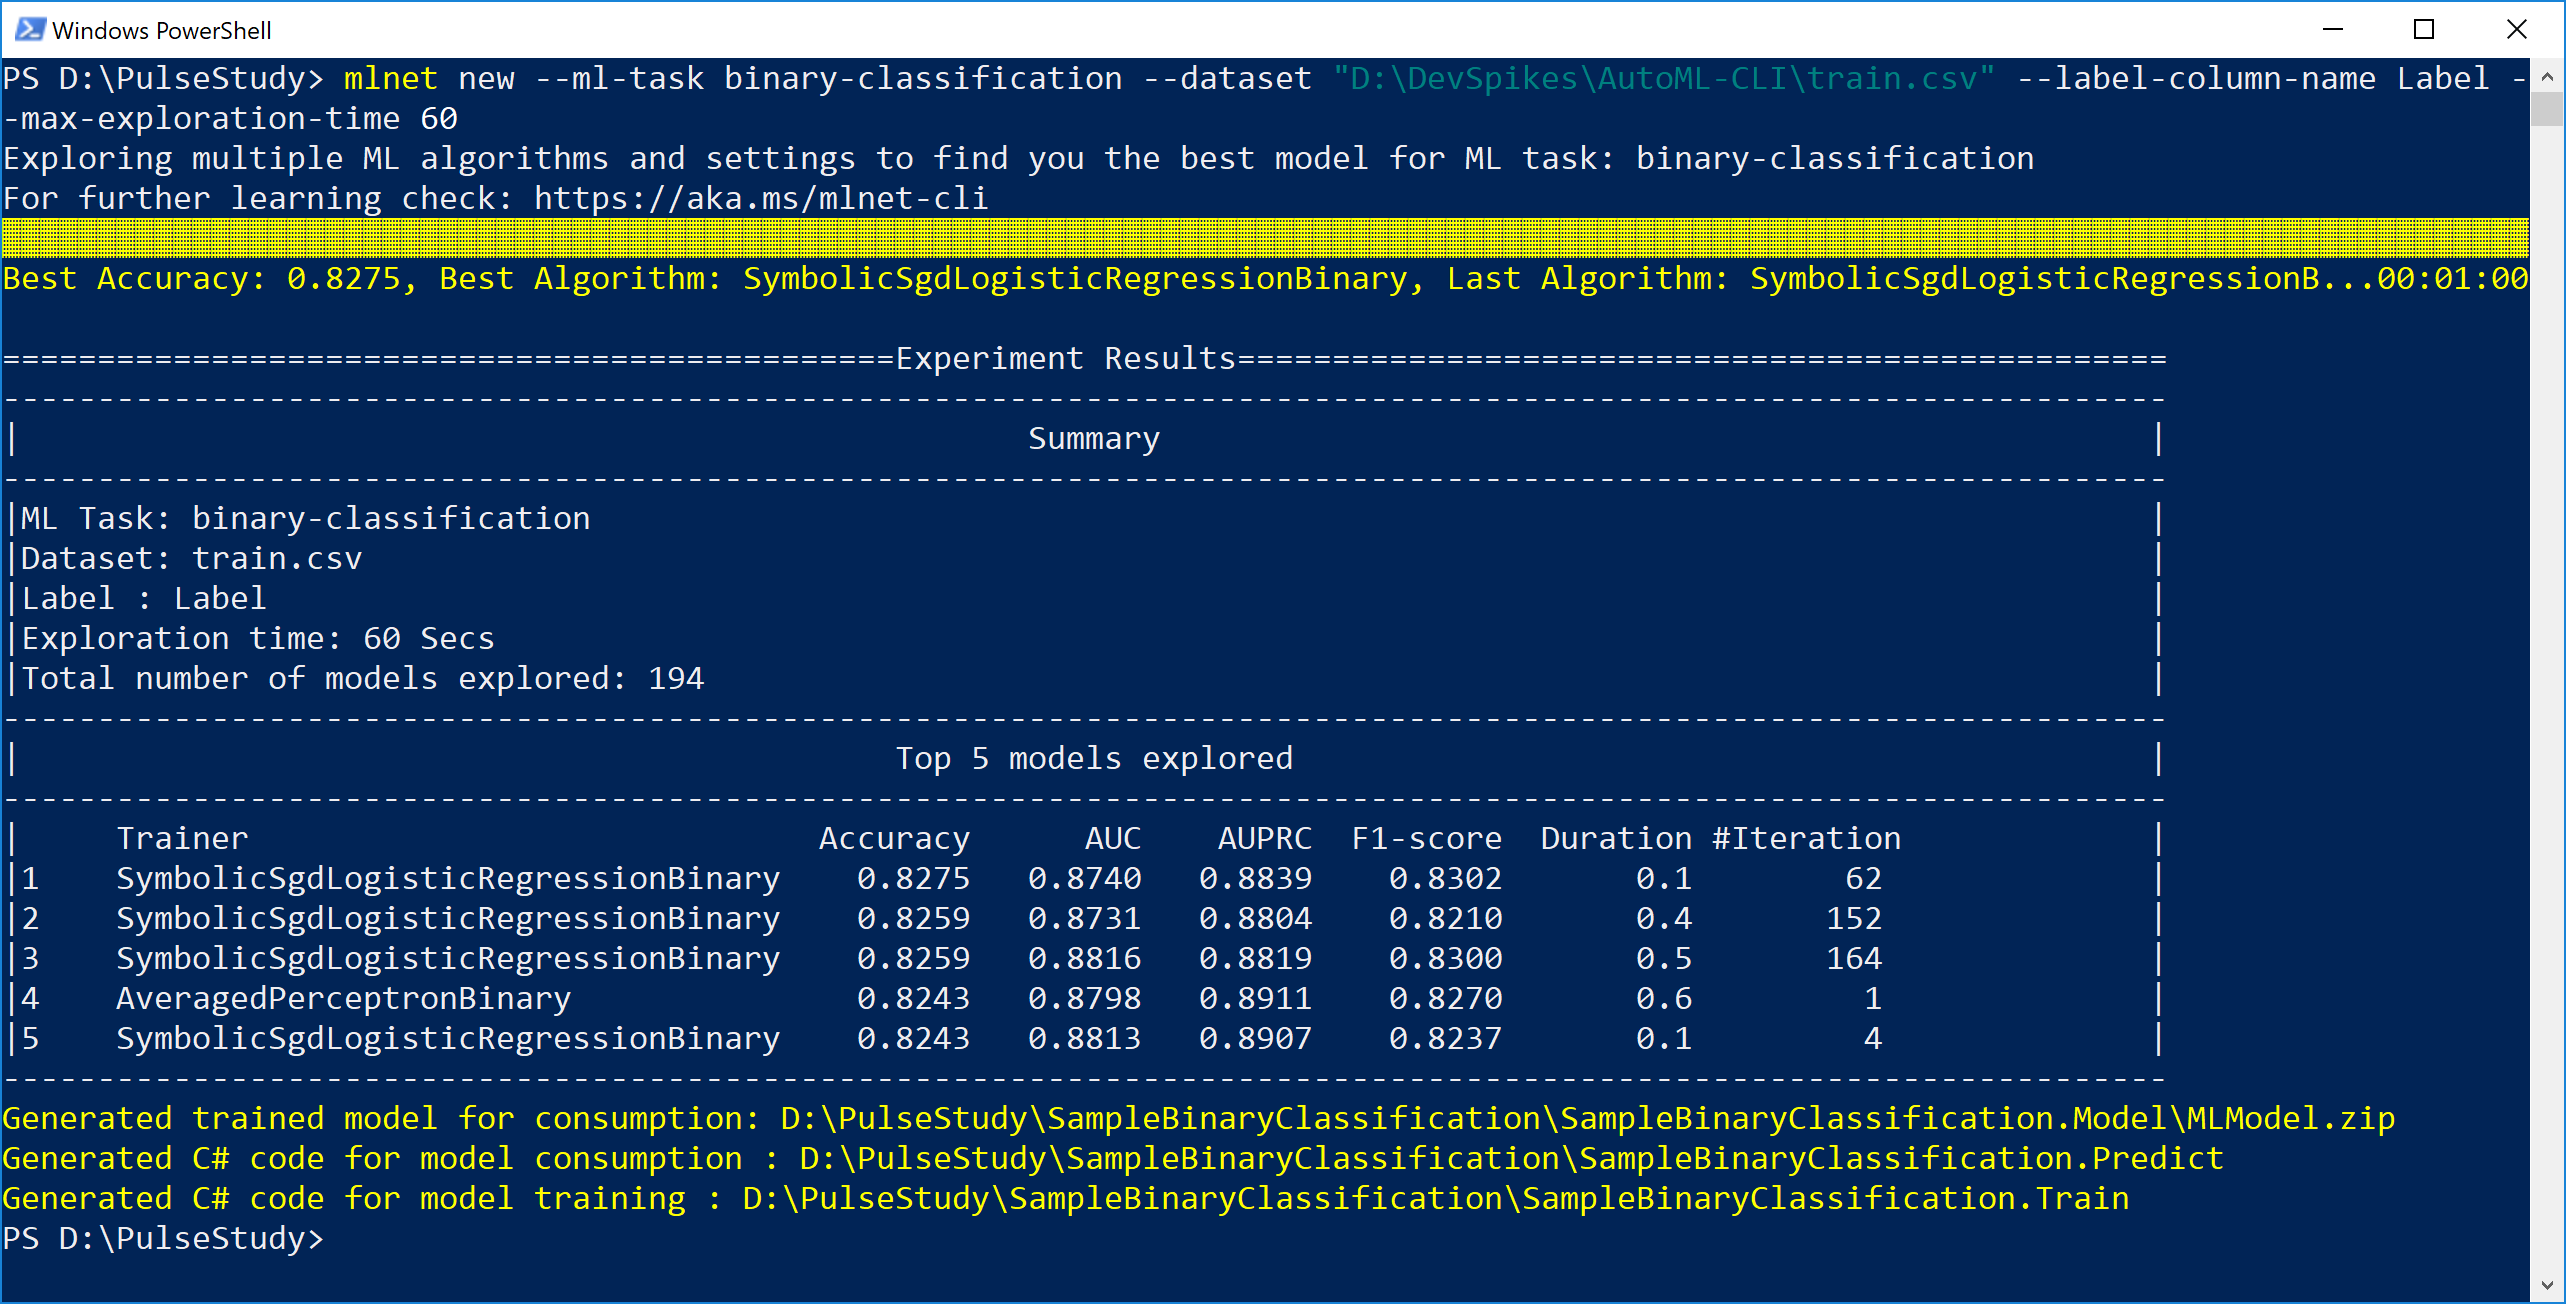 Windows PowerShell
PS D:\PulseStudy> mlnet new --ml-task binary-classification --dataset "D:\DevSpikes\AutoML-CLI\train.csv" --label-column-name Label -
-max-exploration-time 60
Exploring multiple ML algorithms and settings to find you the best model for ML task: binary-classification
For further learning check: https://aka.ms/mlnet-cli
Best Accuracy: 0.8275, Best Algorithm: SymbolicSgdLogisticRegressionBinary, Last Algorithm: SymbolicSgdLogisticRegressionB...00:01:00
===============================================Experiment Results=================================================
------------------------------------------------------------------------------------------------------------------
|                                                     Summary                                                    |
------------------------------------------------------------------------------------------------------------------
|ML Task: binary-classification                                                                                  |
|Dataset: train.csv                                                                                              |
|Label : Label                                                                                                   |
|Exploration time: 60 Secs                                                                                       |
|Total number of models explored: 194                                                                            |
------------------------------------------------------------------------------------------------------------------
|                                              Top 5 models explored                                             |
------------------------------------------------------------------------------------------------------------------
|     Trainer                              Accuracy      AUC    AUPRC  F1-score  Duration #Iteration             |
|1    SymbolicSgdLogisticRegressionBinary    0.8275   0.8740   0.8839    0.8302       0.1        62              |
|2    SymbolicSgdLogisticRegressionBinary    0.8259   0.8731   0.8804    0.8210       0.4       152              |
|3    SymbolicSgdLogisticRegressionBinary    0.8259   0.8816   0.8819    0.8300       0.5       164              |
|4    AveragedPerceptronBinary               0.8243   0.8798   0.8911    0.8270       0.6         1              |
|5    SymbolicSgdLogisticRegressionBinary    0.8243   0.8813   0.8907    0.8237       0.1         4              |
------------------------------------------------------------------------------------------------------------------
Generated trained model for consumption: D:\PulseStudy\SampleBinaryClassification\SampleBinaryClassification.Model\MLModel.zip
Generated C# code for model consumption : D:\PulseStudy\SampleBinaryClassification\SampleBinaryClassification.Predict
Generated C# code for model training : D:\PulseStudy\SampleBinaryClassification\SampleBinaryClassification.Train
PS D:\PulseStudy>